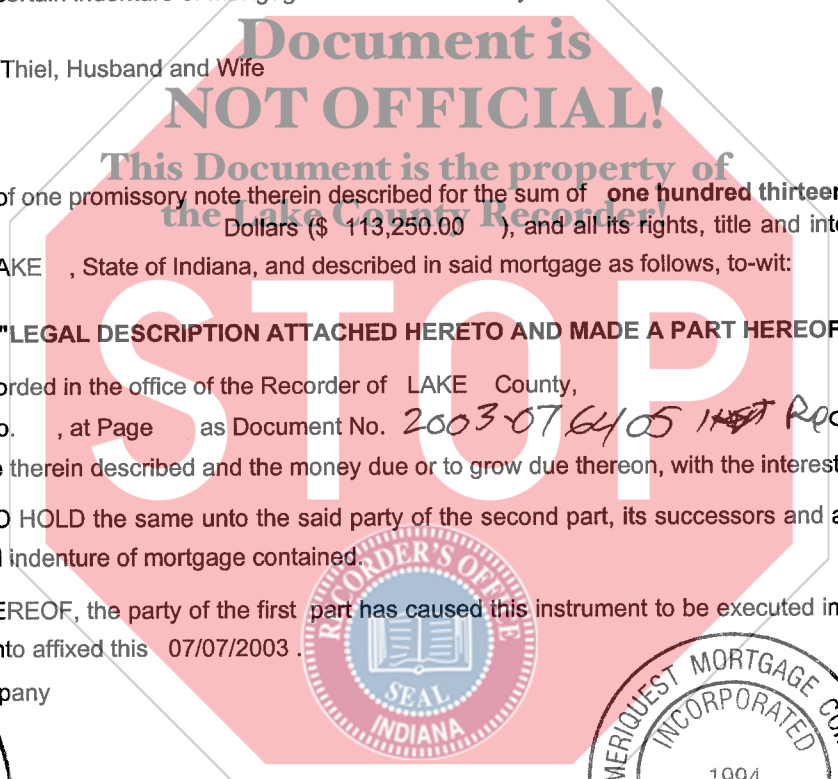 Document is
Thiel, Husband and Wife
NOT OFFICIAL!
This Document is the property of
of one promissory note therein described for the sum of one hundred thirteen
the Lake County Recorder!
Dollars ($ 113,250.00 ), and all its rights, title and inte
AKE , State of Indiana, and described in said mortgage as follows, to-wit:
STOP
"LEGAL DESCRIPTION ATTACHED HERETO AND MADE A PART HEREOF
orded in the office of the Recorder of LAKE County,
o. , at Page as Document No. 2003-076405
therein described and the money due or to grow due thereon, with the interest
O HOLD the same unto the said party of the second part, its successors and a
indenture of mortgage contained.
EREOF, the party of the first part has caused this instrument to be executed in
nto affixed this 07/07/2003 .
pany
RECORDER'S OFFICE
SEAL
INDIANA
MERIQUEST MORTGAGE CO
INCORPORATED
1994